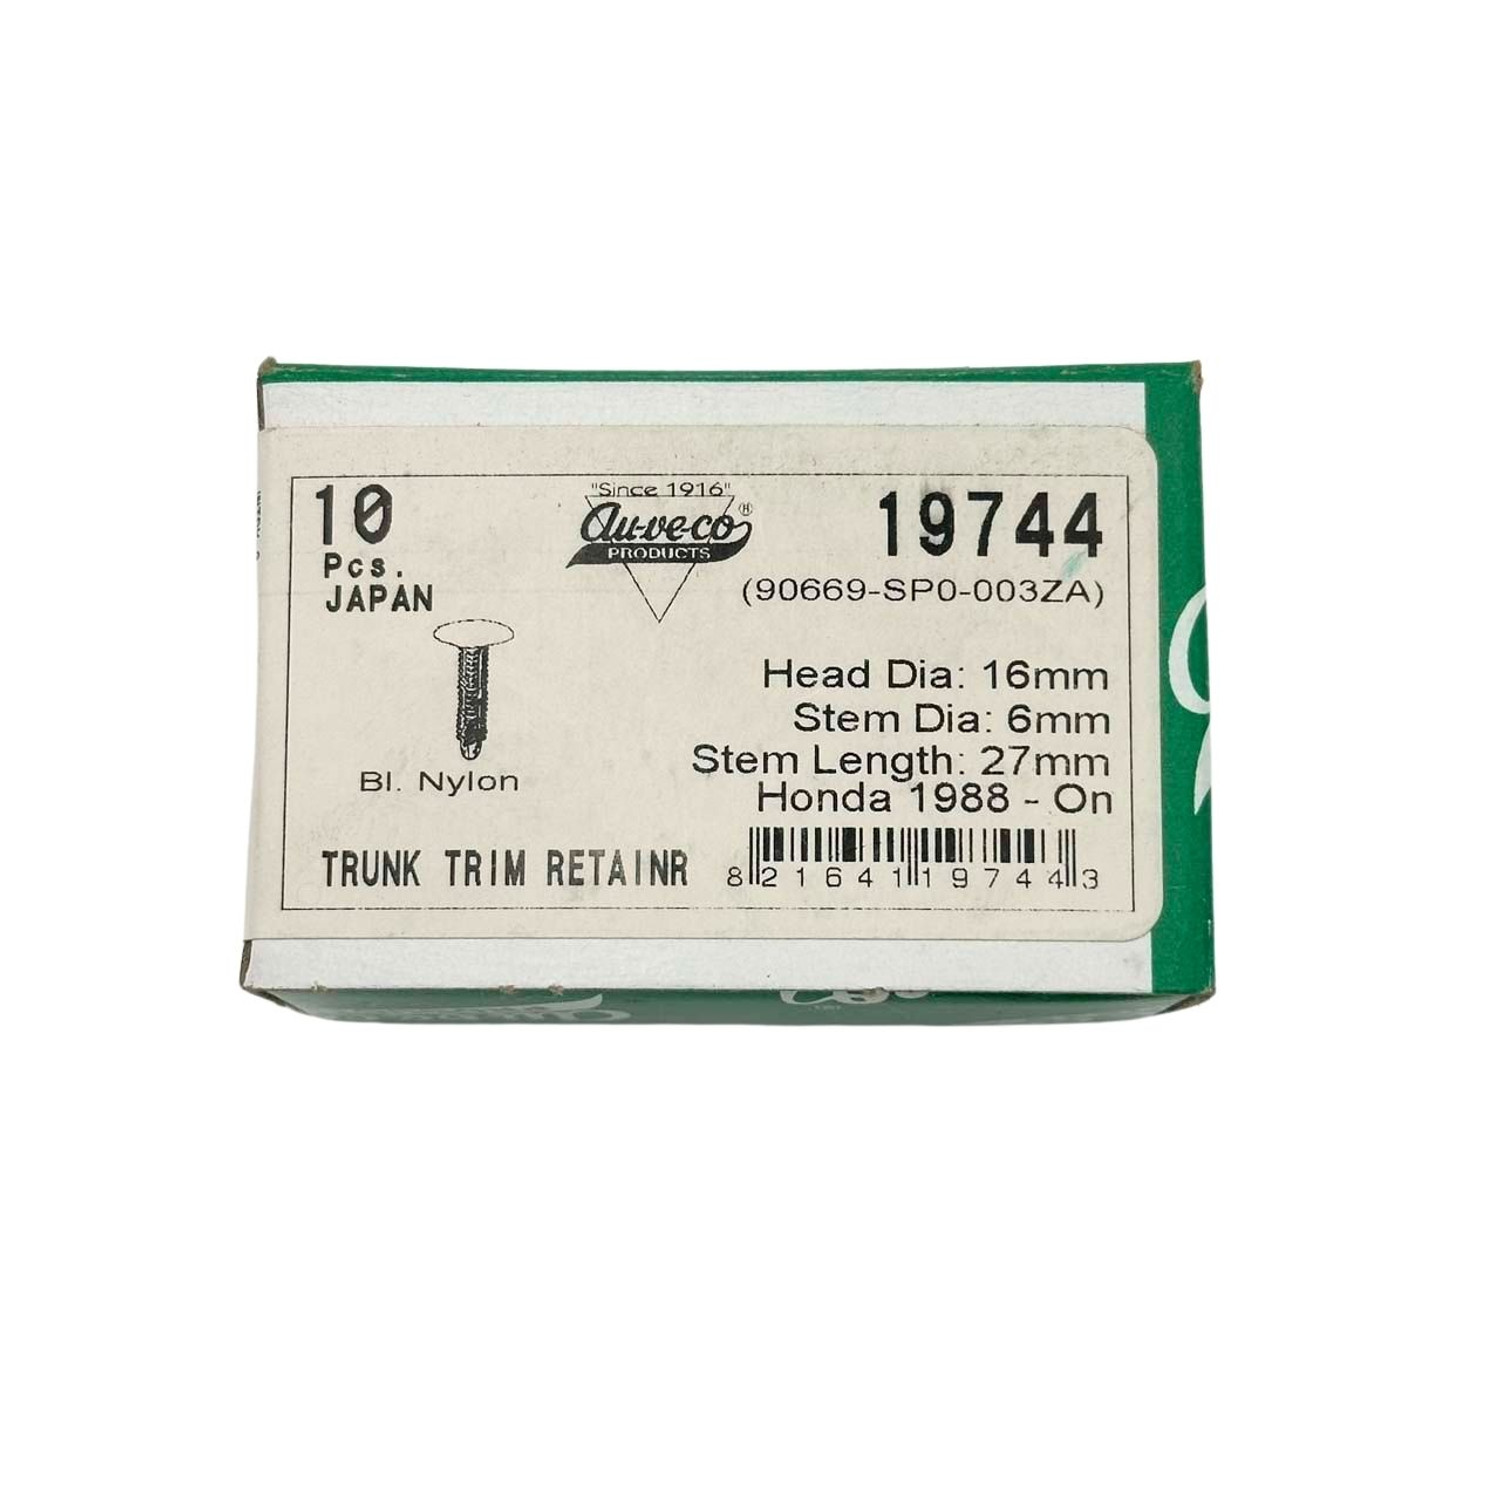 10
Pcs.
JAPAN
"Since 1916"
Au-ve-co®
PRODUCTS
19744
(90669-SP0-003ZA)
Head Dia: 16mm
Stem Dia: 6mm
Stem Length: 27mm
Honda 1988 - On
Bl. Nylon
TRUNK TRIM RETAINR
8 21641 19744 3